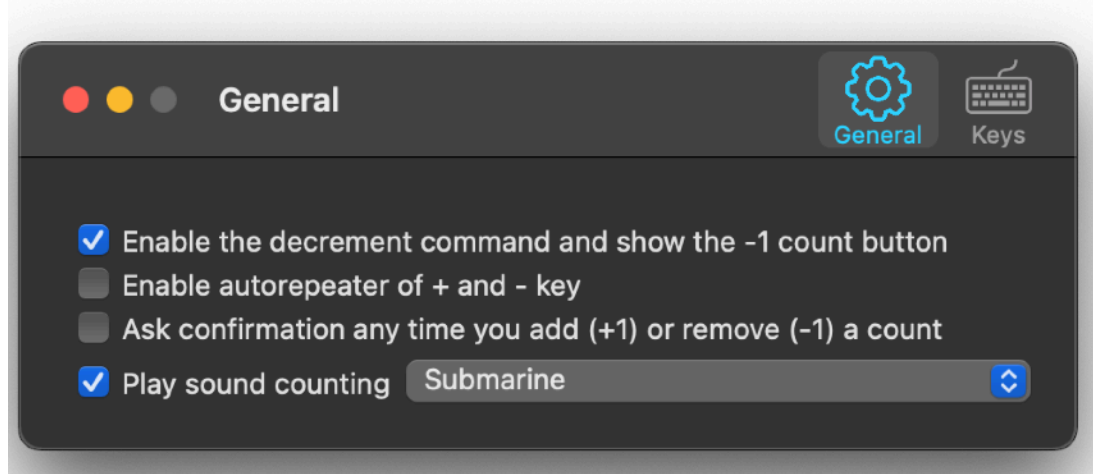 General
General
Keys
Enable the decrement command and show the -1 count button
Enable autorepeater of + and - key
Ask confirmation any time you add (+1) or remove (-1) a count
Play sound counting Submarine